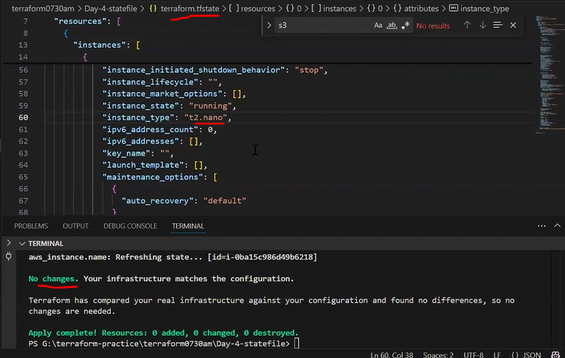 terraform0730am > Day-4-statefile > terraform.tfstate > [ ] resources > {} 0 > [ ] instances > {} 0 > {} attributes > instance_type
s3
Aa ab .* No results
7 "resources": [
8 {
13 "instances": [
14 {
56 "instance_initiated_shutdown_behavior": "stop",
57 "instance_lifecycle": "",
58 "instance_market_options": [],
59 "instance_state": "running",
60 "instance_type": "t2.nano",
61 "ipv6_address_count": 0,
62 "ipv6_addresses": [],
63 "key_name": "",
64 "launch_template": [],
65 "maintenance_options": [
66 {
67 "auto_recovery": "default"
68 }
PROBLEMS OUTPUT DEBUG CONSOLE TERMINAL
TERMINAL
aws_instance.name: Refreshing state... [id=i-0ba15c986d49b6218]
No changes. Your infrastructure matches the configuration.
Terraform has compared your real infrastructure against your configuration and found no differences, so no
changes are needed.
Apply complete! Resources: 0 added, 0 changed, 0 destroyed.
PS G:\terraform-practice\terraform0730am\Day-4-statefile>
Ln 60, Col 38 Spaces: 2 UTF-8 LF {} JSON